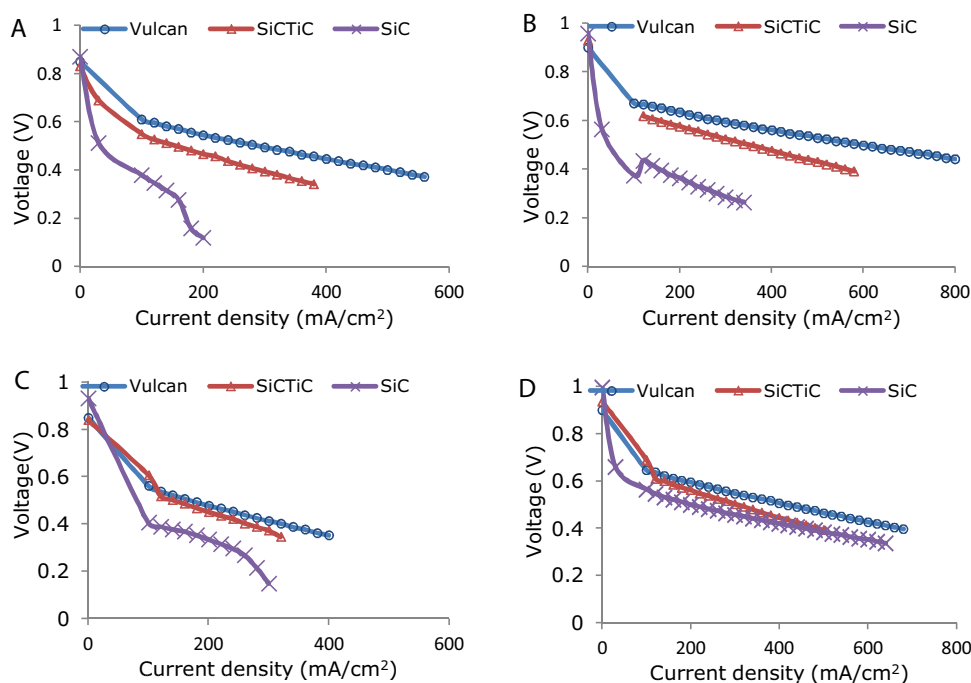 A
Vulcan SiCTiC SiC
1
0.8
0.6
0.4
0.2
0
0 200 400 600
Votlage (V)
Current density (mA/cm2)
B
Vulcan SiCTiC SiC
1
0.8
0.6
0.4
0.2
0
0 200 400 600 800
Voltage (V)
Current density (mA/cm2)
C
Vulcan SiCTiC SiC
1
0.8
0.6
0.4
0.2
0
0 200 400 600
Voltage(V)
Current density (mA/cm2)
D
Vulcan SiCTiC SiC
1
0.8
0.6
0.4
0.2
0
0 200 400 600 800
Voltage (V)
Current density (mA/cm2)